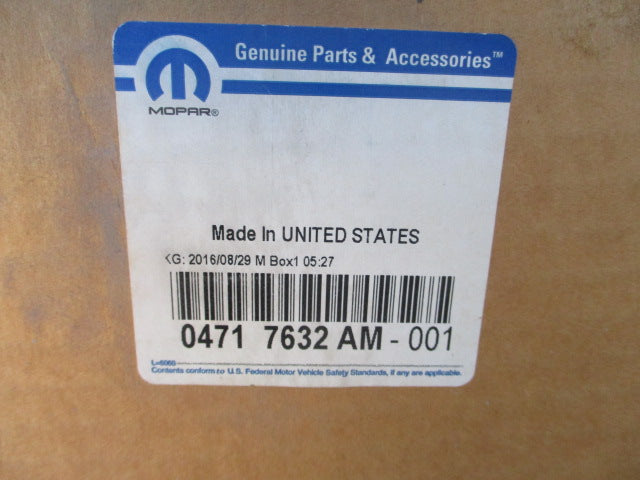 Genuine Parts & Accessories™
MOPAR®
Made In UNITED STATES
KG: 2016/08/29 M Box1 05:27
0471 7632 AM - 001
L=6060
Contents conform to U.S. Federal Motor Vehicle Safety Standards, if any are applicable.